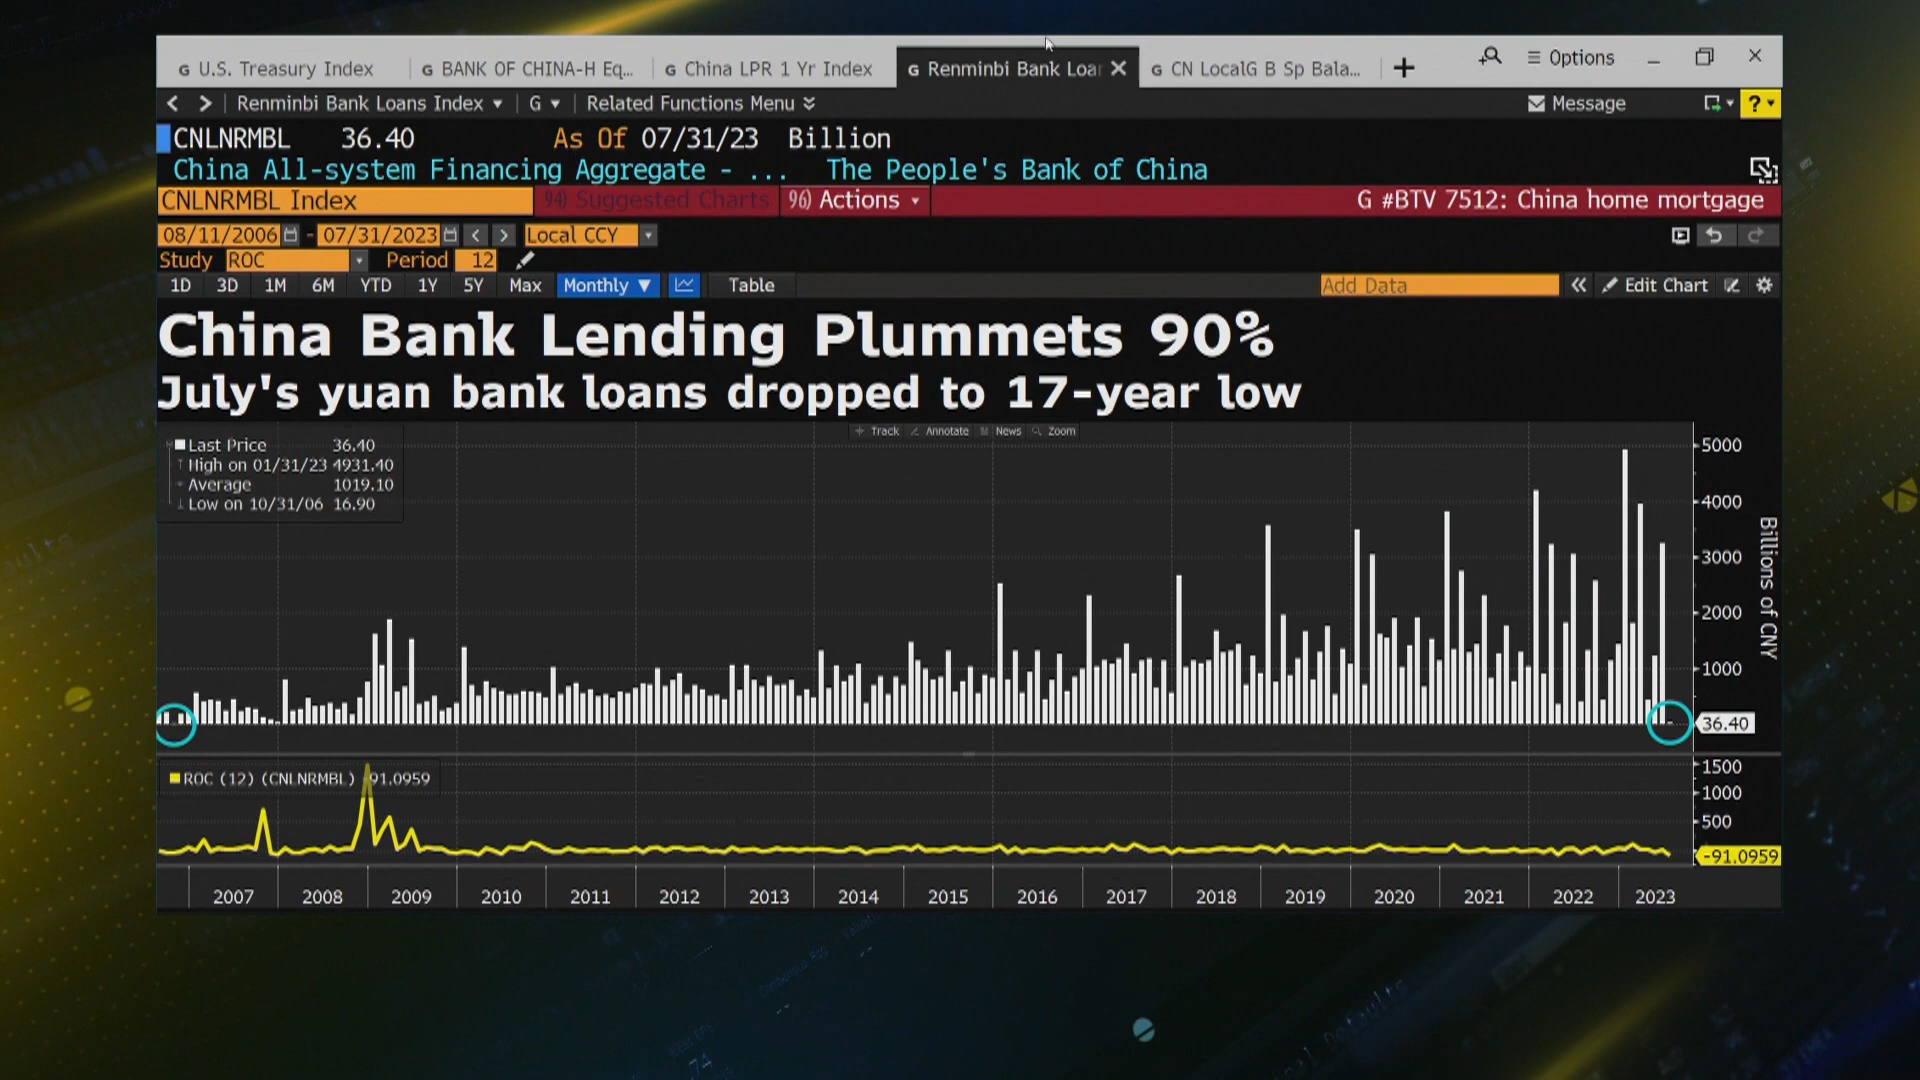 G U.S. Treasury Index
G BANK OF CHINA-H Eq...
G China LPR 1 Yr Index
G Renminbi Bank Loar
G CN LocalG B Sp Bala...
Options
Renminbi Bank Loans Index
G
Related Functions Menu
Message
?
CNLNRMBL 36.40 As Of 07/31/23 Billion
China All-system Financing Aggregate - ... The People's Bank of China
CNLNRMBL Index 94) Suggested Charts 96) Actions G #BTV 7512: China home mortgage
08/11/2006 - 07/31/2023 Local CCY
Study ROC Period 12
1D 3D 1M 6M YTD 1Y 5Y Max Monthly Table Add Data Edit Chart
China Bank Lending Plummets 90%
July's yuan bank loans dropped to 17-year low
Track Annotate News Zoom
Last Price 36.40
High on 01/31/23 4931.40
Average 1019.10
Low on 10/31/06 16.90
5000
4000
3000
2000
1000
36.40
Billions of CNY
ROC (12) (CNLNRMBL) -91.0959
1500
1000
500
-91.0959
2007 2008 2009 2010 2011 2012 2013 2014 2015 2016 2017 2018 2019 2020 2021 2022 2023